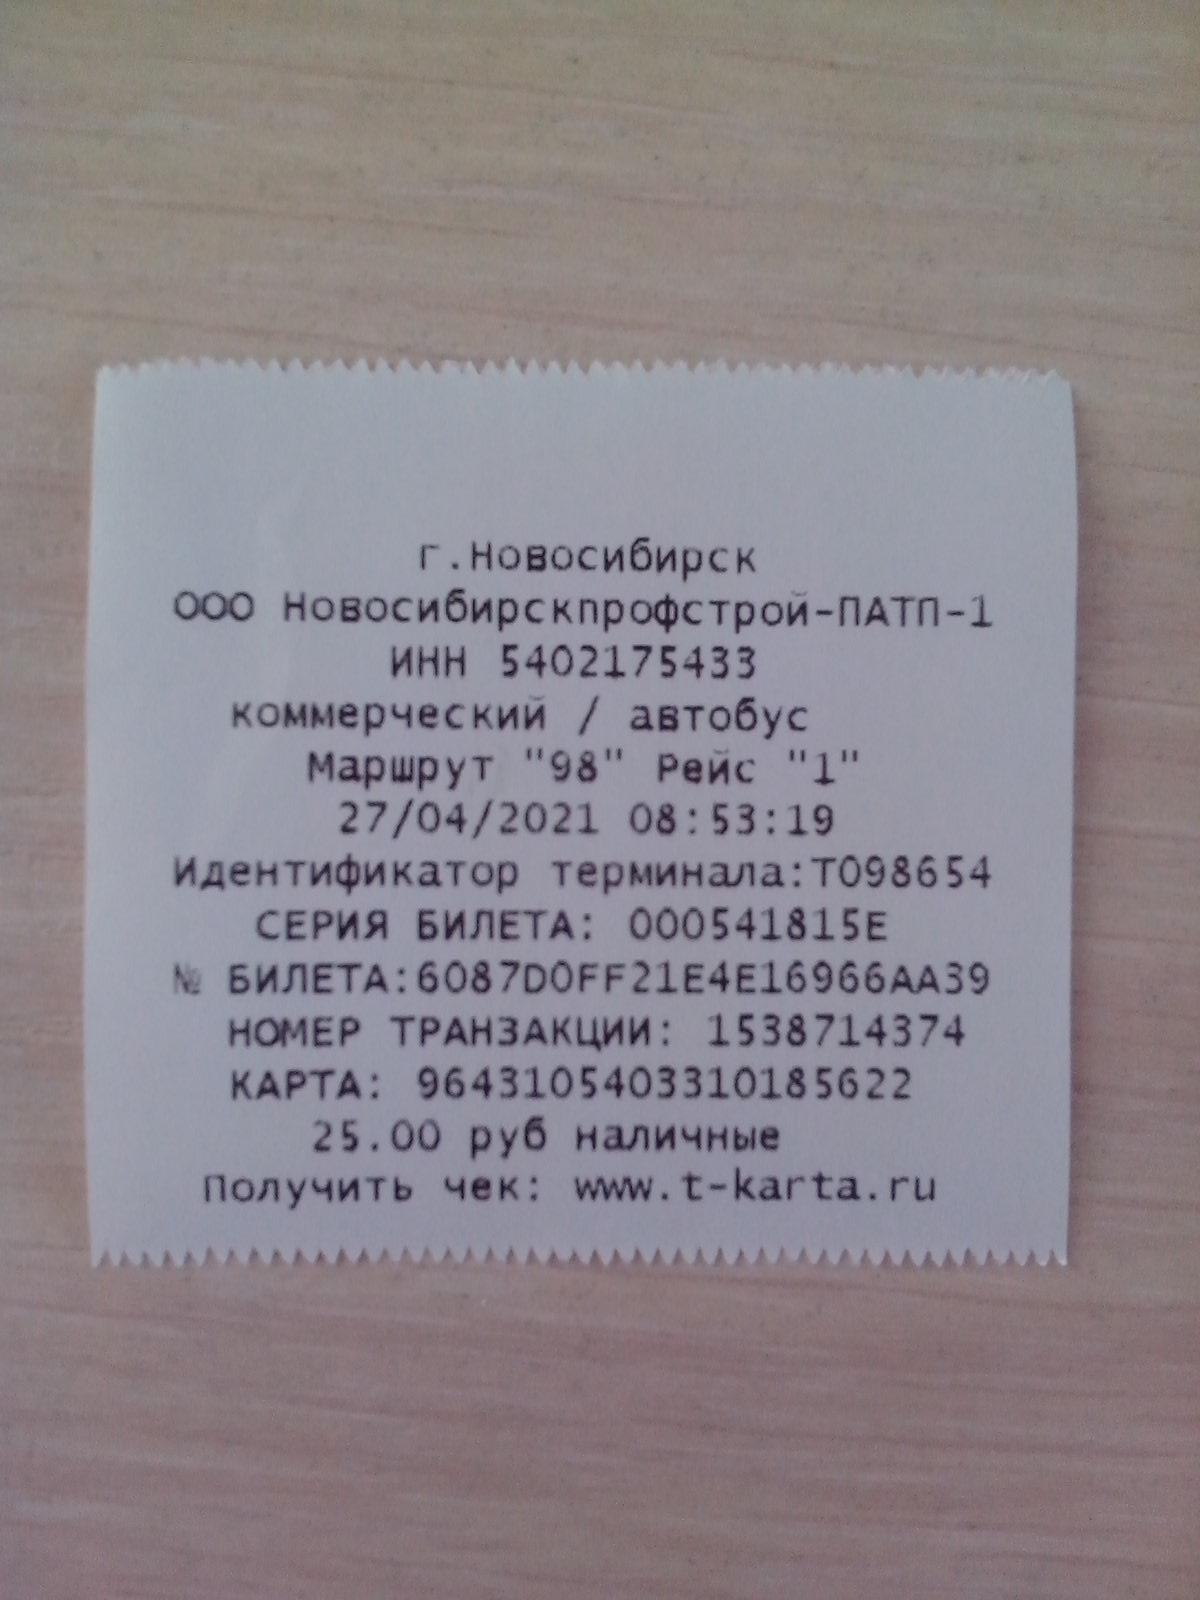 г.Новосибирск
ООО Новосибирскпрофстрой-ПАТП-1
ИНН 5402175433
коммерческий / автобус
Маршрут "98" Рейс "1"
27/04/2021 08:53:19
Идентификатор терминала:Т098654
СЕРИЯ БИЛЕТА: 000541815E
№ БИЛЕТА:6087D0FF21E4E16966AA39
НОМЕР ТРАНЗАКЦИИ: 1538714374
КАРТА: 9643105403310185622
25.00 руб наличные
Получить чек: www.t-karta.ru